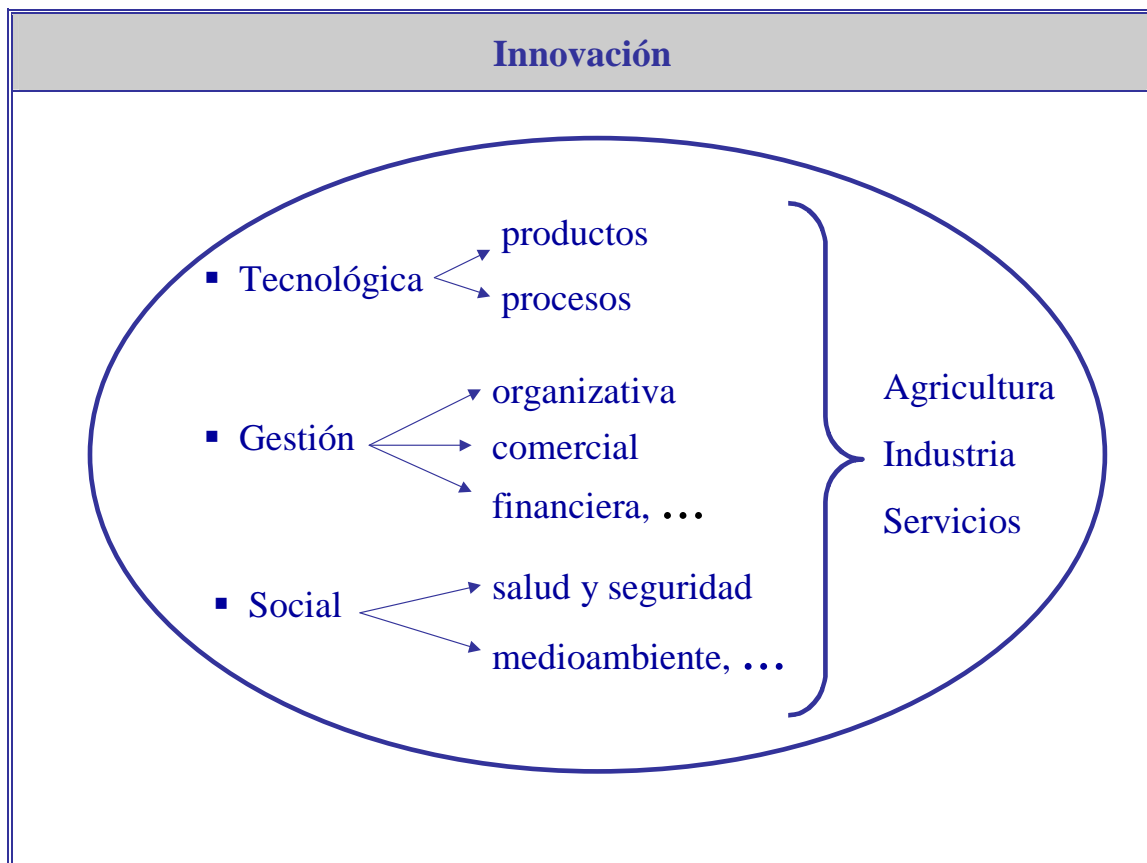 Innovación
▪ Tecnológica
productos
procesos
▪ Gestión
organizativa
comercial
financiera, ...
▪ Social
salud y seguridad
medioambiente, ...
Agricultura
Industria
Servicios